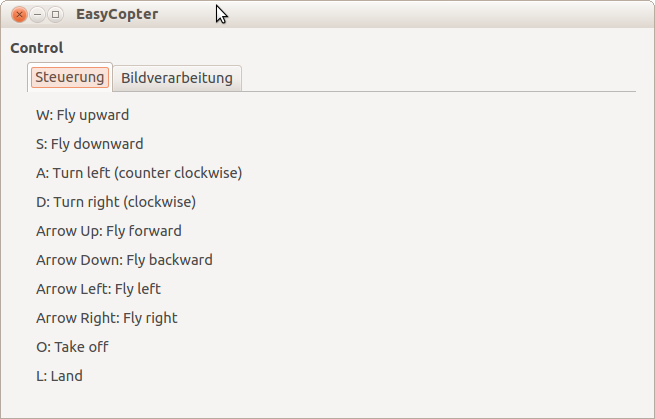 EasyCopter
Control
Steuerung Bildverarbeitung
W: Fly upward
S: Fly downward
A: Turn left (counter clockwise)
D: Turn right (clockwise)
Arrow Up: Fly forward
Arrow Down: Fly backward
Arrow Left: Fly left
Arrow Right: Fly right
O: Take off
L: Land